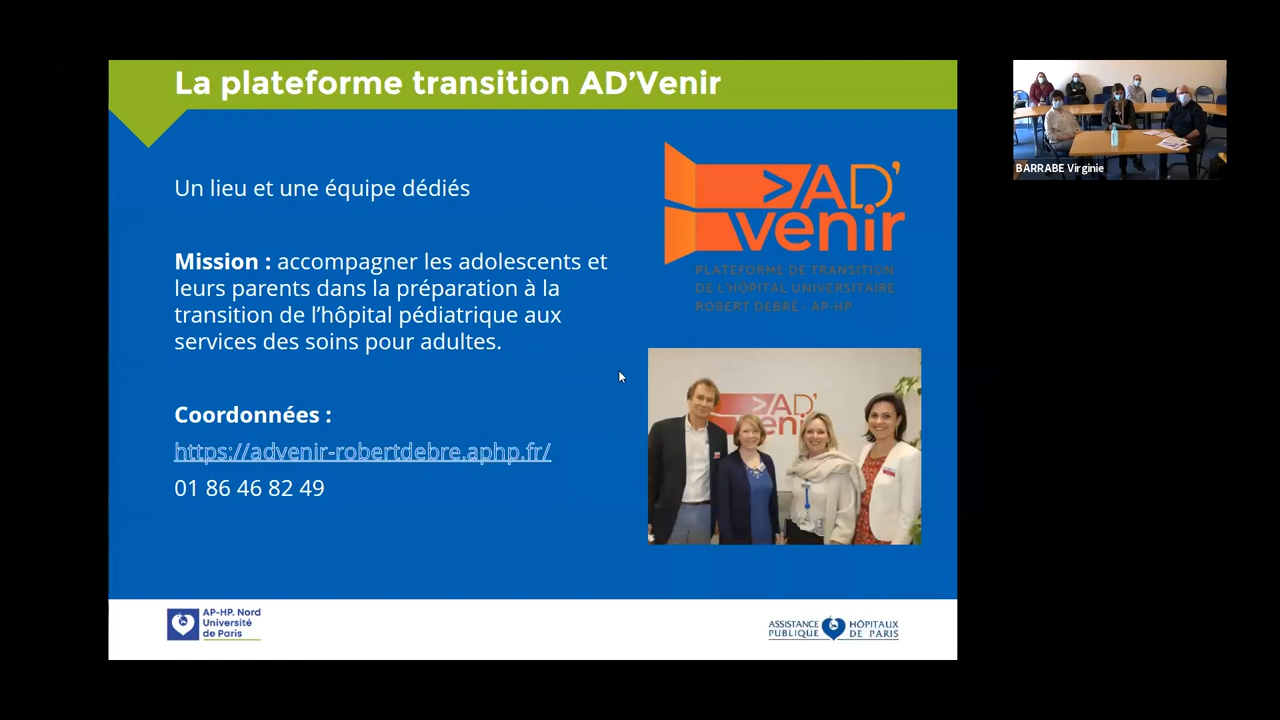 La plateforme transition AD'Venir
Un lieu et une équipe dédiés
Mission : accompagner les adolescents et
leurs parents dans la préparation à la
transition de l'hôpital pédiatrique aux
services des soins pour adultes.
Coordonnées :
https://advenir-robertdebre.aphp.fr/
01 86 46 82 49
>AD'
venir
PLATEFORME DE TRANSITION
DE L'HÔPITAL UNIVERSITAIRE
ROBERT DEBRÉ - AP-HP
>AD'
venir
AP-HP. Nord
Université
de Paris
ASSISTANCE HÔPITAUX
PUBLIQUE DE PARIS
BARRABE Virginie